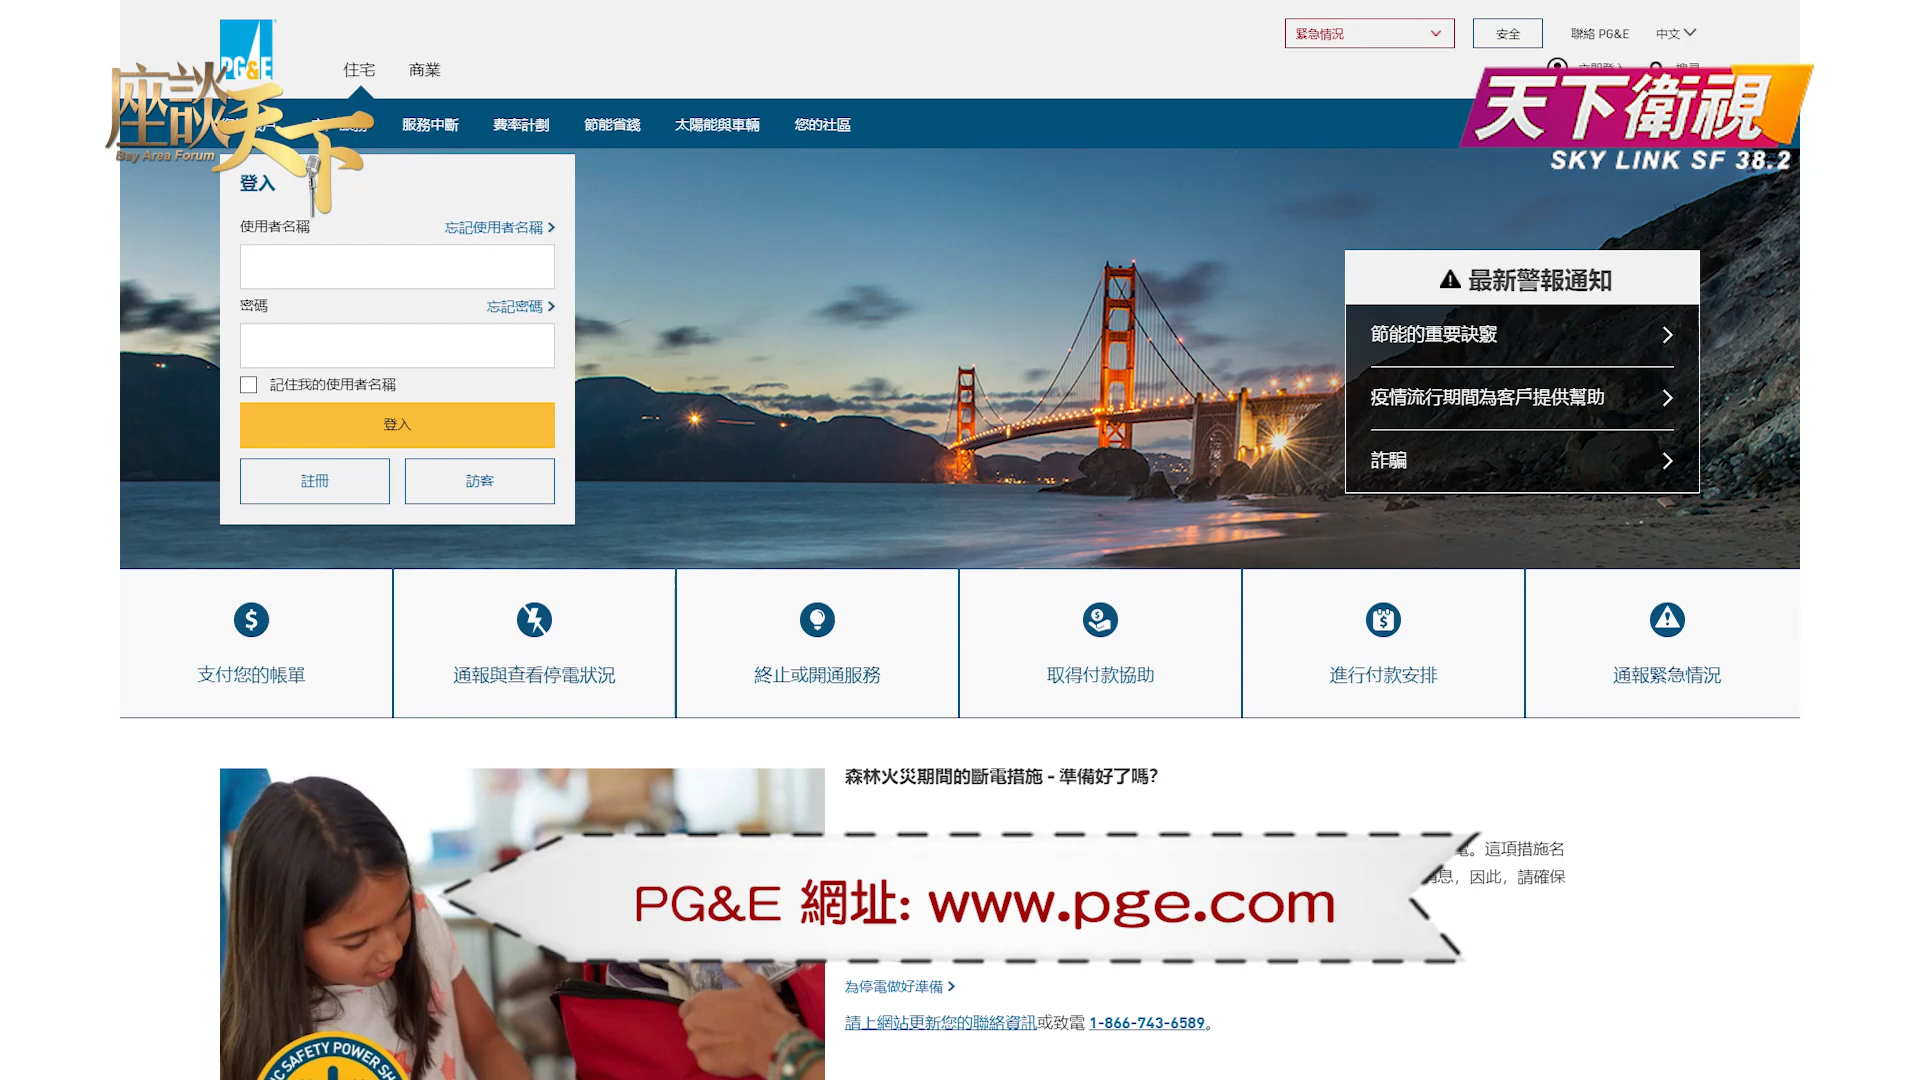 緊急情況
安全
聯絡 PG&E
中文
PG&E
住宅
商業
座談天下
Bay Area Forum
天下衛視
SKY LINK SF 38.2
服務中斷
費率計劃
節能省錢
太陽能與車輛
您的社區
登入
使用者名稱
忘記使用者名稱
密碼
忘記密碼
記住我的使用者名稱
登入
註冊
訪客
最新警報通知
節能的重要訣竅
疫情流行期間為客戶提供幫助
詐騙
支付您的帳單
通報與查看停電狀況
終止或開通服務
取得付款協助
進行付款安排
通報緊急情況
森林火災期間的斷電措施 - 準備好了嗎?
電。這項措施名
消息，因此，請確保
PG&E 網址: www.pge.com
為停電做好準備
請上網站更新您的聯絡資訊或致電 1-866-743-6589。
SAFETY POWER